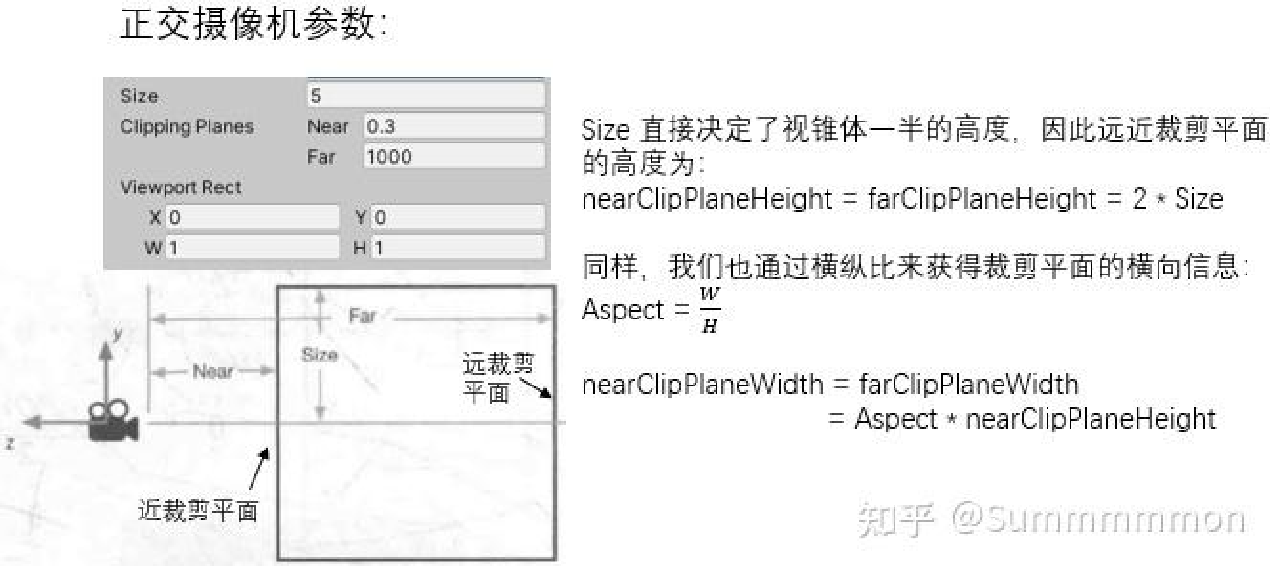 正交摄像机参数:
Size 5
Clipping Planes Near 0.3
Far 1000
Viewport Rect
X 0 Y 0
W 1 H 1
Size 直接决定了视锥体一半的高度，因此远近裁剪平面
的高度为:
nearClipPlaneHeight = farClipPlaneHeight = 2 * Size
同样，我们也通过横纵比来获得裁剪平面的横向信息:
Aspect = W/H
nearClipPlaneWidth = farClipPlaneWidth
= Aspect * nearClipPlaneHeight
Far
y
Size
Near
远裁剪
平面
z
近裁剪平面
知乎 @Summmmmmon